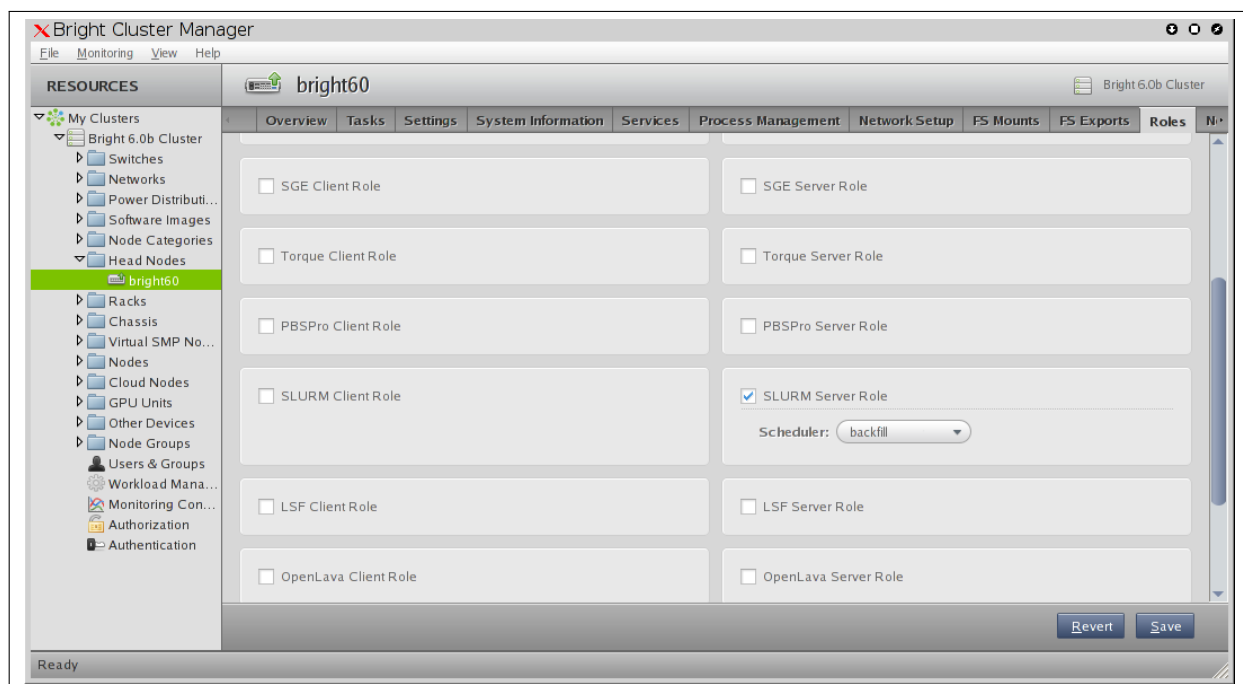 Bright Cluster Manager
File Monitoring View Help
RESOURCES
bright60
Bright 6.0b Cluster
My Clusters
Bright 6.0b Cluster
Switches
Networks
Power Distributi...
Software Images
Node Categories
Head Nodes
bright60
Racks
Chassis
Virtual SMP No...
Nodes
Cloud Nodes
GPU Units
Other Devices
Node Groups
Users & Groups
Workload Mana...
Monitoring Con...
Authorization
Authentication
Overview Tasks Settings System Information Services Process Management Network Setup FS Mounts FS Exports Roles
SGE Client Role SGE Server Role
Torque Client Role Torque Server Role
PBSPro Client Role PBSPro Server Role
SLURM Client Role SLURM Server Role
Scheduler: backfill
LSF Client Role LSF Server Role
OpenLava Client Role OpenLava Server Role
Revert Save
Ready